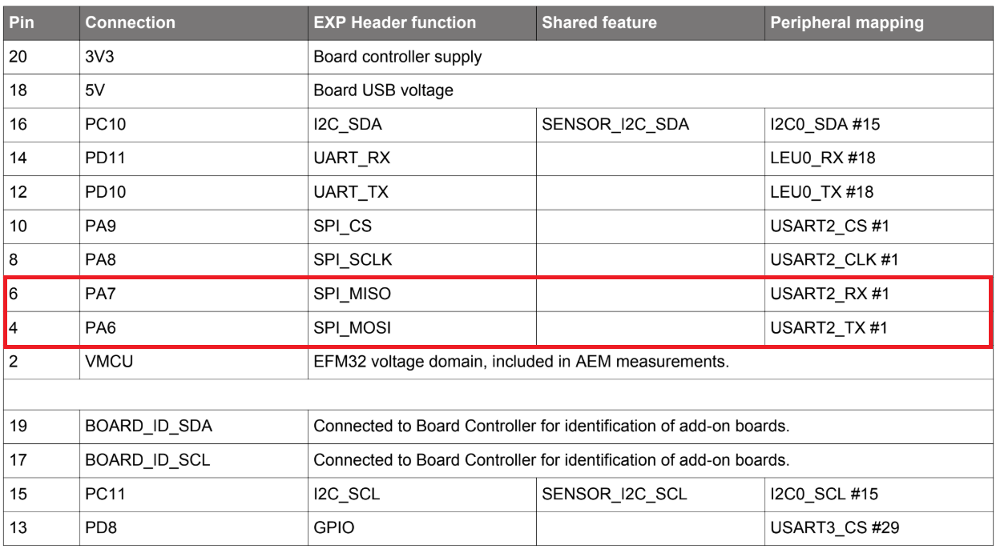 Pin Connection EXP Header function Shared feature Peripheral mapping
20 3V3 Board controller supply
18 5V Board USB voltage
16 PC10 I2C_SDA SENSOR_I2C_SDA I2C0_SDA #15
14 PD11 UART_RX LEU0_RX #18
12 PD10 UART_TX LEU0_TX #18
10 PA9 SPI_CS USART2_CS #1
8 PA8 SPI_SCLK USART2_CLK #1
6 PA7 SPI_MISO USART2_RX #1
4 PA6 SPI_MOSI USART2_TX #1
2 VMCU EFM32 voltage domain, included in AEM measurements.
19 BOARD_ID_SDA Connected to Board Controller for identification of add-on boards.
17 BOARD_ID_SCL Connected to Board Controller for identification of add-on boards.
15 PC11 I2C_SCL SENSOR_I2C_SCL I2C0_SCL #15
13 PD8 GPIO USART3_CS #29